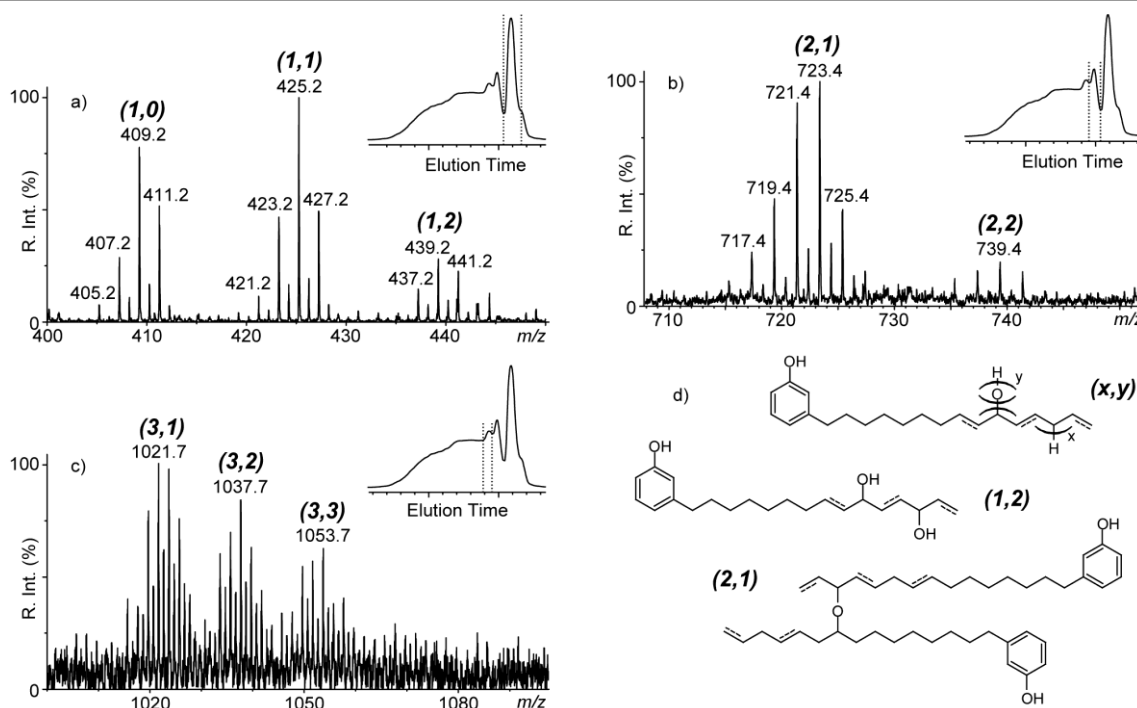 a)
(1,0)
409.2
(1,1)
425.2
411.2
407.2
405.2
423.2
427.2
421.2
(1,2)
439.2
437.2
441.2
R. Int. (%)
100
0
400
410
420
430
440
m/z
Elution Time
b)
(2,1)
723.4
721.4
719.4
725.4
717.4
(2,2)
739.4
R. Int. (%)
100
0
710
720
730
740
m/z
Elution Time
c)
(3,1)
1021.7
(3,2)
1037.7
(3,3)
1053.7
R. Int. (%)
100
0
1020
1050
1080
m/z
Elution Time
d)
OH
H
O
y
(x,y)
H
x
OH
OH
(1,2)
OH
OH
(2,1)
O
OH